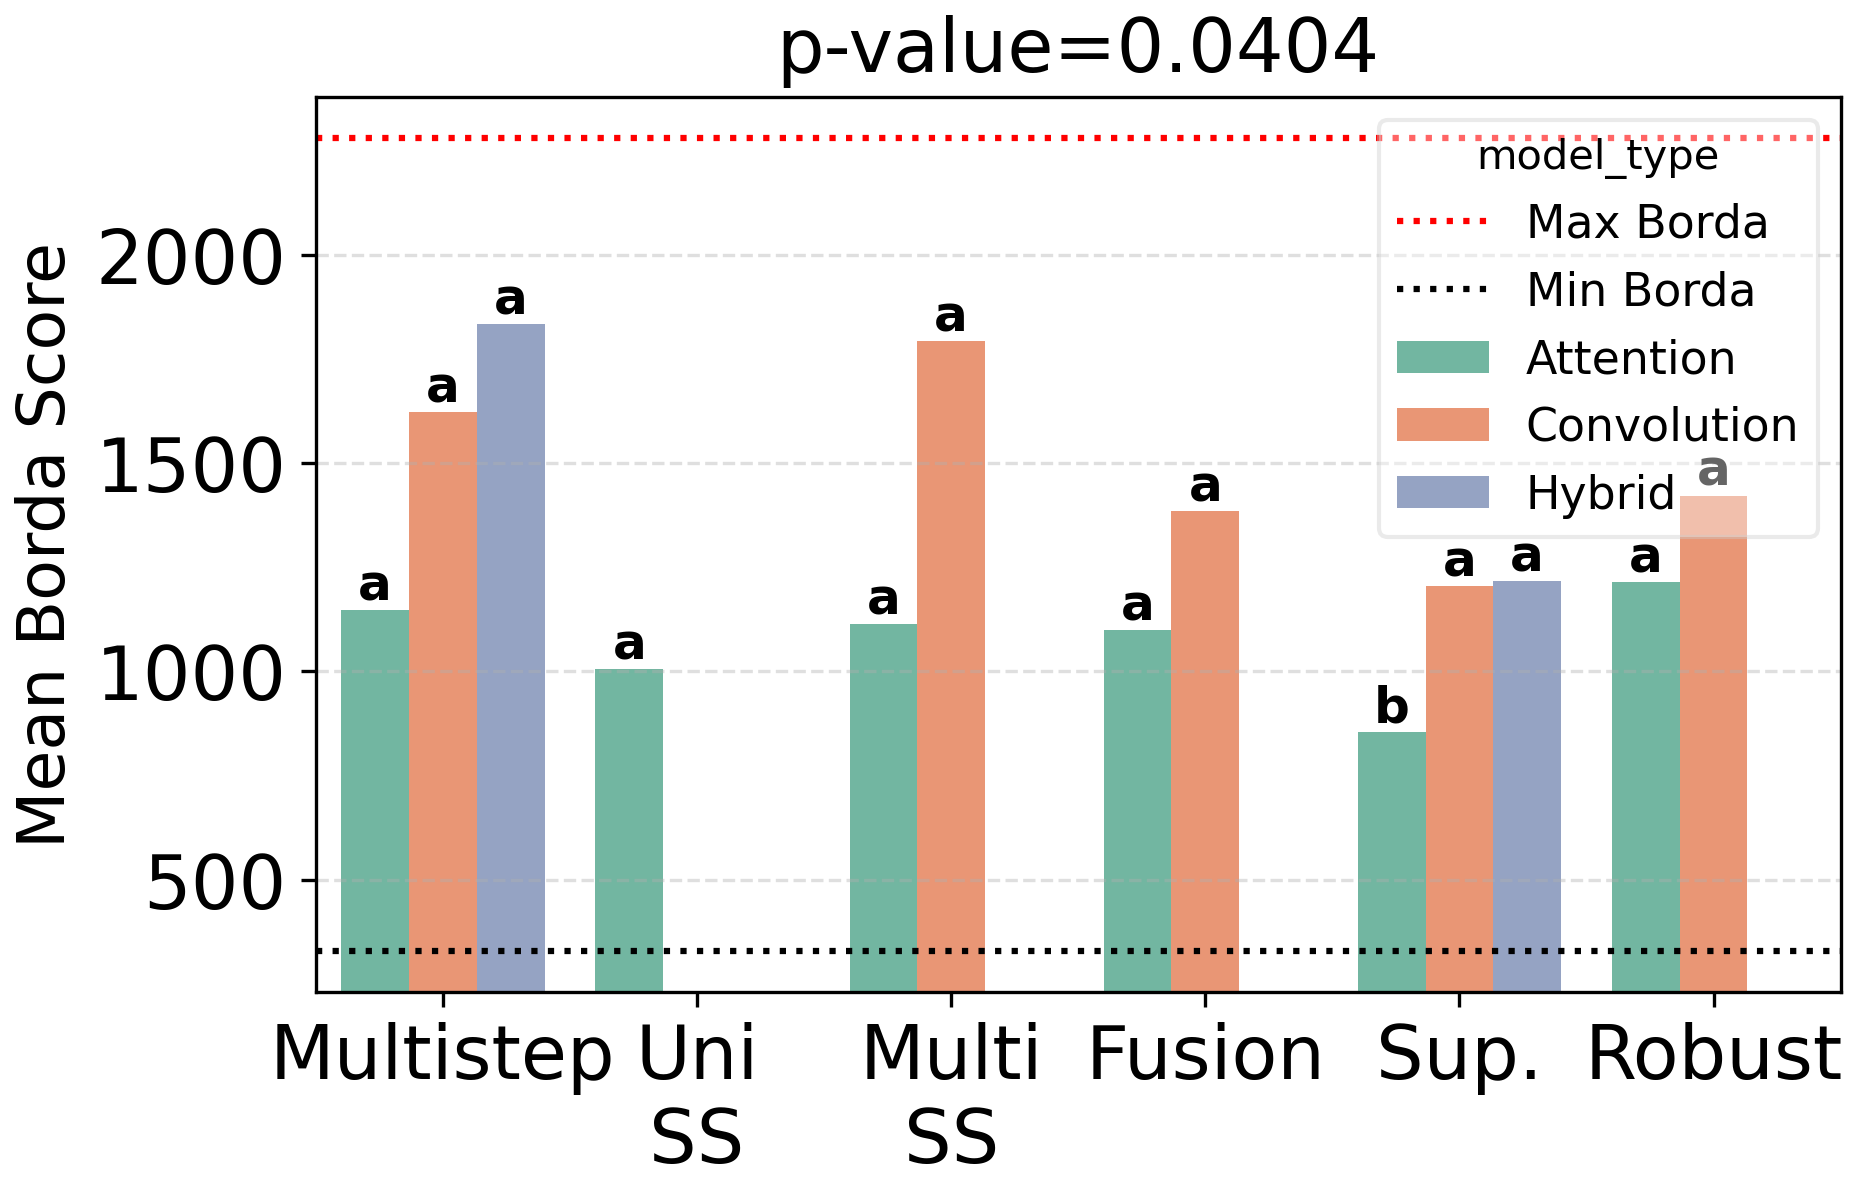 p-value=0.0404
Mean Borda Score
2000
1500
1000
500
model_type
Max Borda
Min Borda
Attention
Convolution
Hybrid
a
a
a
a
a
a
a
a
b
a
a
a
a
Multistep
Uni
SS
Multi
SS
Fusion
Sup.
Robust